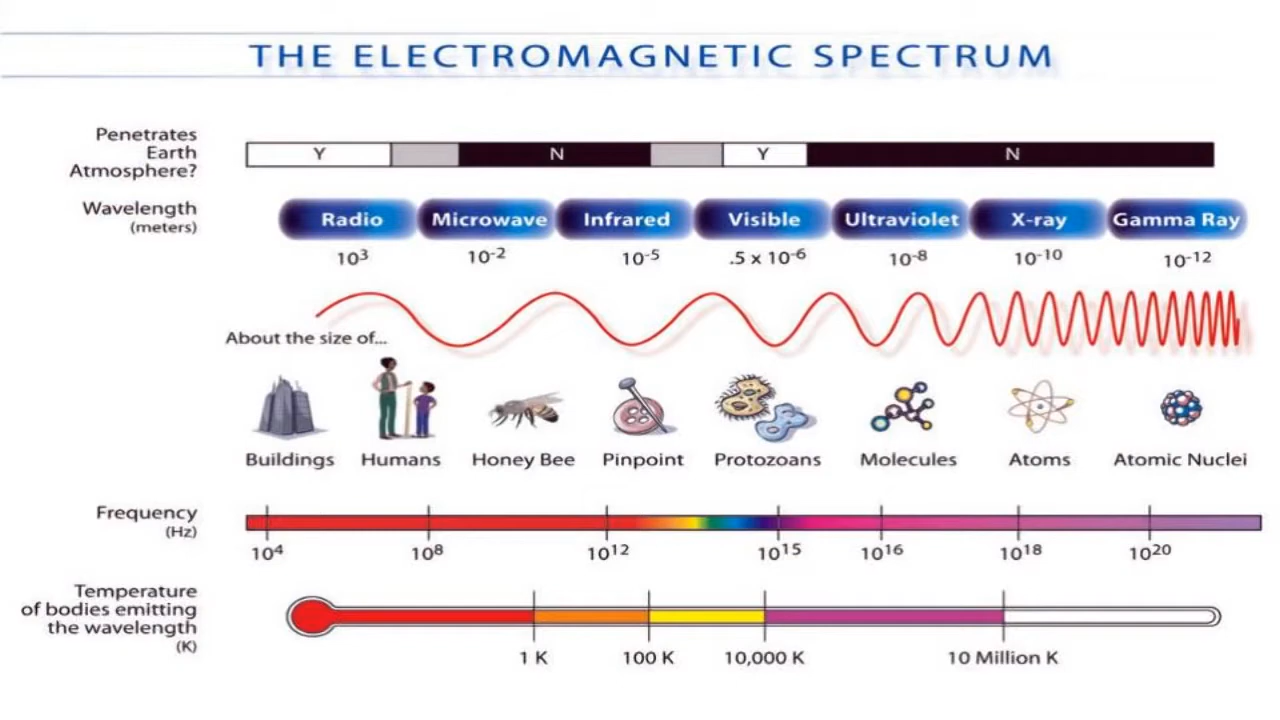 THE ELECTROMAGNETIC SPECTRUM
Penetrates
Earth
Atmosphere?
Y N Y N
Wavelength
(meters)
Radio Microwave Infrared Visible Ultraviolet X-ray Gamma Ray
10³ 10⁻² 10⁻⁵ .5 x 10⁻⁶ 10⁻⁸ 10⁻¹⁰ 10⁻¹²
About the size of...
Buildings Humans Honey Bee Pinpoint Protozoans Molecules Atoms Atomic Nuclei
Frequency
(Hz)
10⁴ 10⁸ 10¹² 10¹⁵ 10¹⁶ 10¹⁸ 10²⁰
Temperature
of bodies emitting
the wavelength
(K)
1 K 100 K 10,000 K 10 Million K